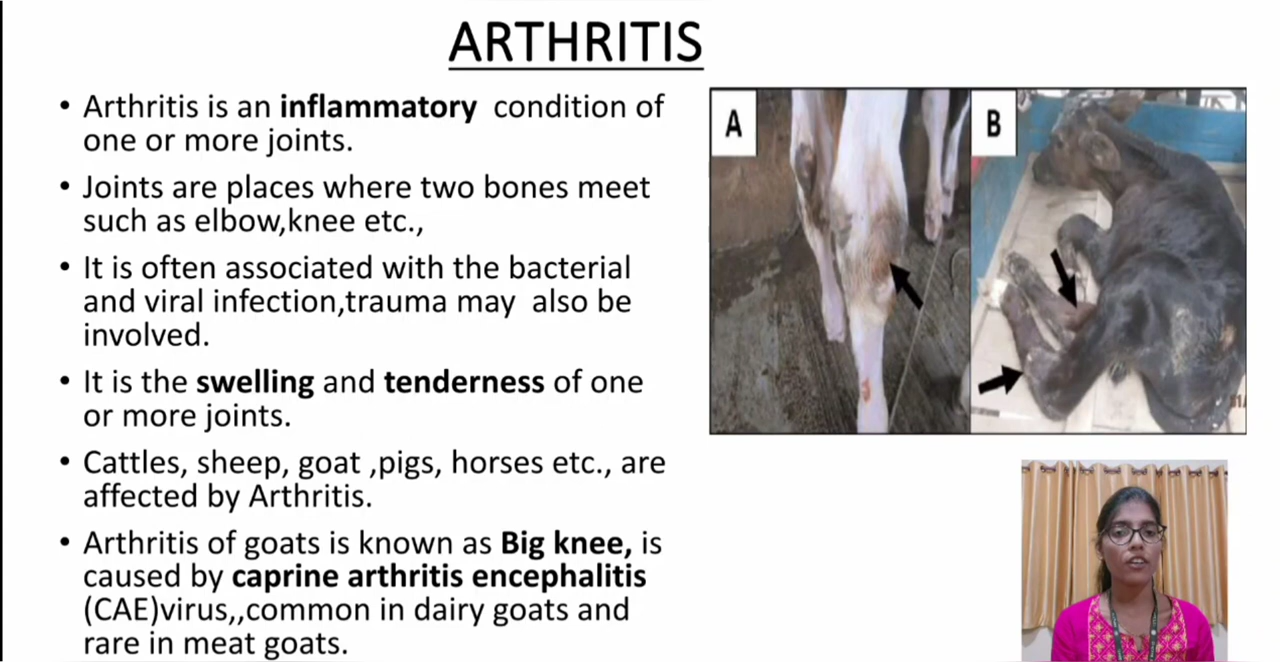 ARTHRITIS
• Arthritis is an inflammatory condition of
one or more joints.
• Joints are places where two bones meet
such as elbow,knee etc.,
• It is often associated with the bacterial
and viral infection,trauma may also be
involved.
• It is the swelling and tenderness of one
or more joints.
• Cattles, sheep, goat ,pigs, horses etc., are
affected by Arthritis.
• Arthritis of goats is known as Big knee, is
caused by caprine arthritis encephalitis
(CAE)virus,,common in dairy goats and
rare in meat goats.
A
B